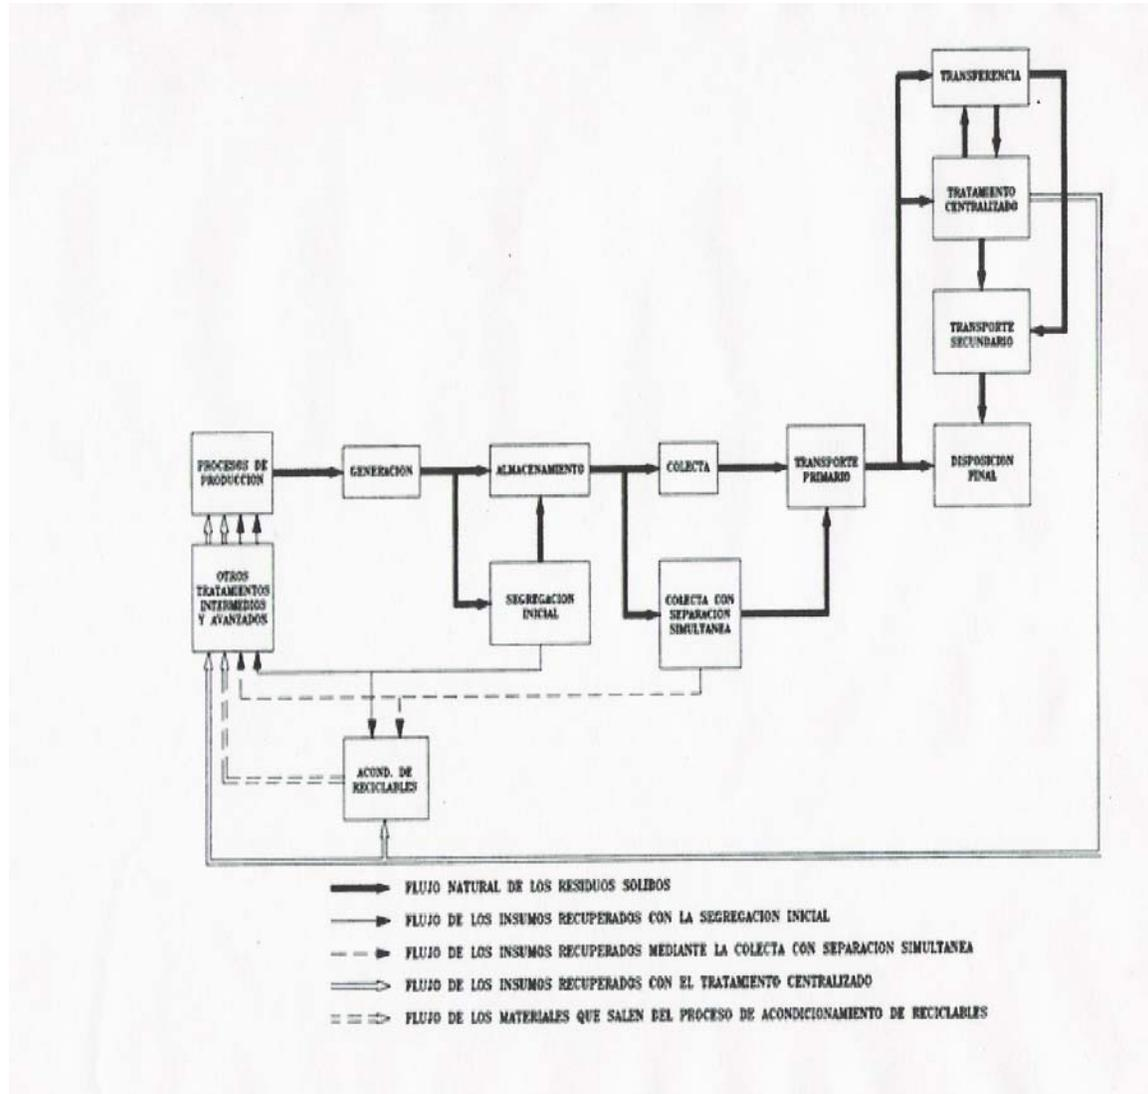 TRANSFERENCIA
TRATAMIENTO
CENTRALIZADO
TRANSPORTE
SECUNDARIO
PROCESOS DE
PRODUCCION
GENERACION
ALMACENAMIENTO
COLECTA
TRANSPORTE
PRIMARIO
DISPOSICION
FINAL
OTROS
TRATAMIENTOS
INTERMEDIOS
Y AVANZADOS
SEGREGACION
INICIAL
COLECTA CON
SEPARACION
SIMULTANEA
ACOND. DE
RECICLABLES
FLUJO NATURAL DE LOS RESIDUOS SOLIDOS
FLUJO DE LOS INSUMOS RECUPERADOS CON LA SEGREGACION INICIAL
FLUJO DE LOS INSUMOS RECUPERADOS MEDIANTE LA COLECTA CON SEPARACION SIMULTANEA
FLUJO DE LOS INSUMOS RECUPERADOS CON EL TRATAMIENTO CENTRALIZADO
FLUJO DE LOS MATERIALES QUE SALEN DEL PROCESO DE ACONDICIONAMIENTO DE RECICLABLES